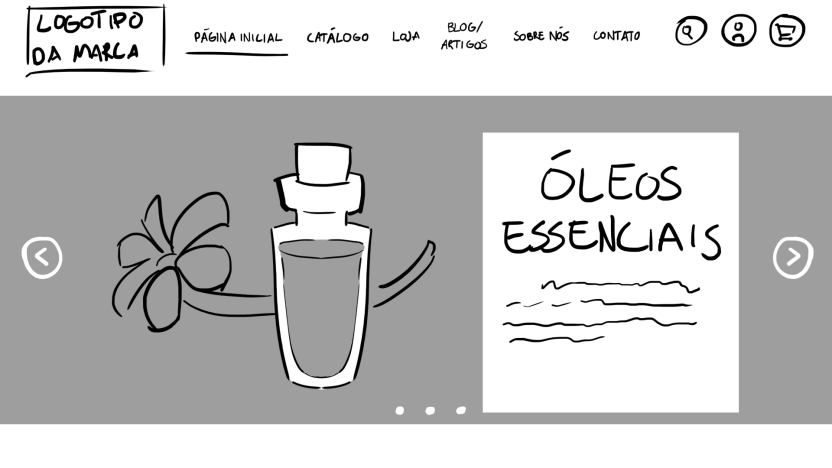 LOGOTIPO
DA MARCA
PÁGINA INICIAL
CATÁLOGO
LOJA
BLOG/
ARTIGOS
SOBRE NÓS
CONTATO
ÓLEOS
ESSENCIAIS